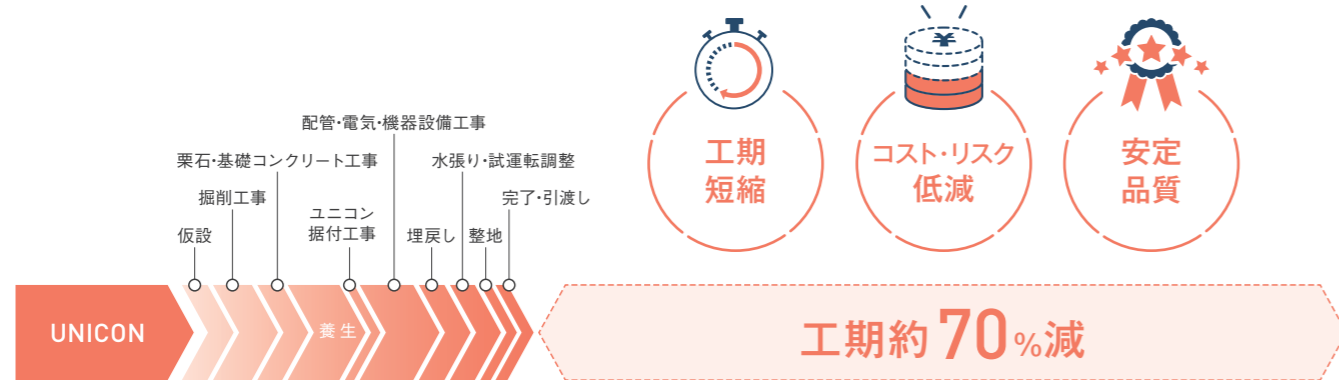 配管・電気・機器設備工事
栗石・基礎コンクリート工事
水張り・試運転調整
掘削工事
ユニコン
据付工事
完了・引渡し
仮設
埋戻し
整地
UNICON
養生
¥
工期
短縮
コスト・リスク
低減
安定
品質
工期約70%減